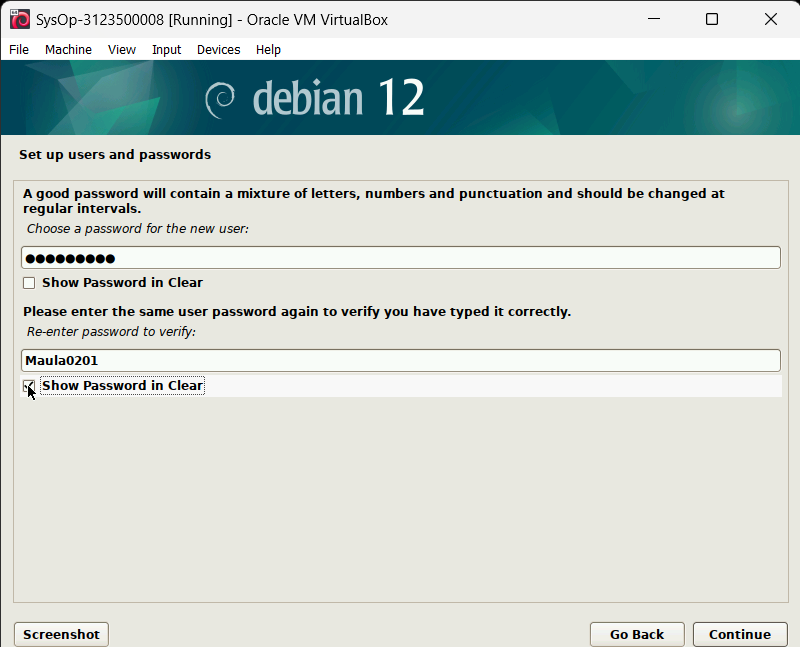 SysOp-3123500008 [Running] - Oracle VM VirtualBox
File Machine View Input Devices Help
debian 12
Set up users and passwords
A good password will contain a mixture of letters, numbers and punctuation and should be changed at
regular intervals.
Choose a password for the new user:
●●●●●●●●●
Show Password in Clear
Please enter the same user password again to verify you have typed it correctly.
Re-enter password to verify:
Maula0201
Show Password in Clear
Screenshot Go Back Continue